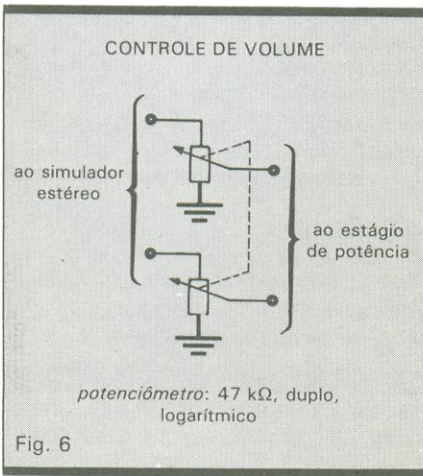 CONTROLE DE VOLUME
ao simulador
estéreo
ao estágio
de potência
potenciômetro: 47 kΩ, duplo,
logarítmico
Fig. 6